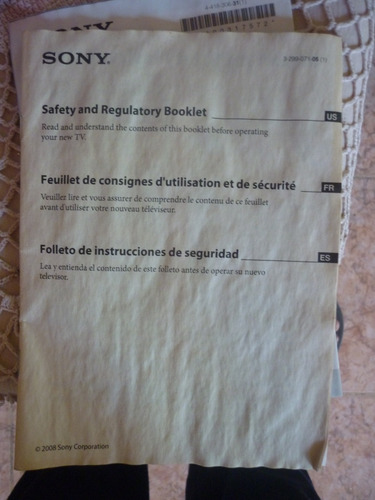 SONY
SONY.
Safety and Regulatory Booklet
US
Read and understand the contents of this booklet before operating
your new TV.
Feuillet de consignes d'utilisation et de sécurité
FR
Veuillez lire et vous assurer de comprendre le contenu de ce feuillet
avant d'utiliser votre nouveau téléviseur.
Folleto de instrucciones de seguridad
ES
Lea y entienda el contenido de este folleto antes de operar su nuevo
televisor.
© 2008 Sony Corporation